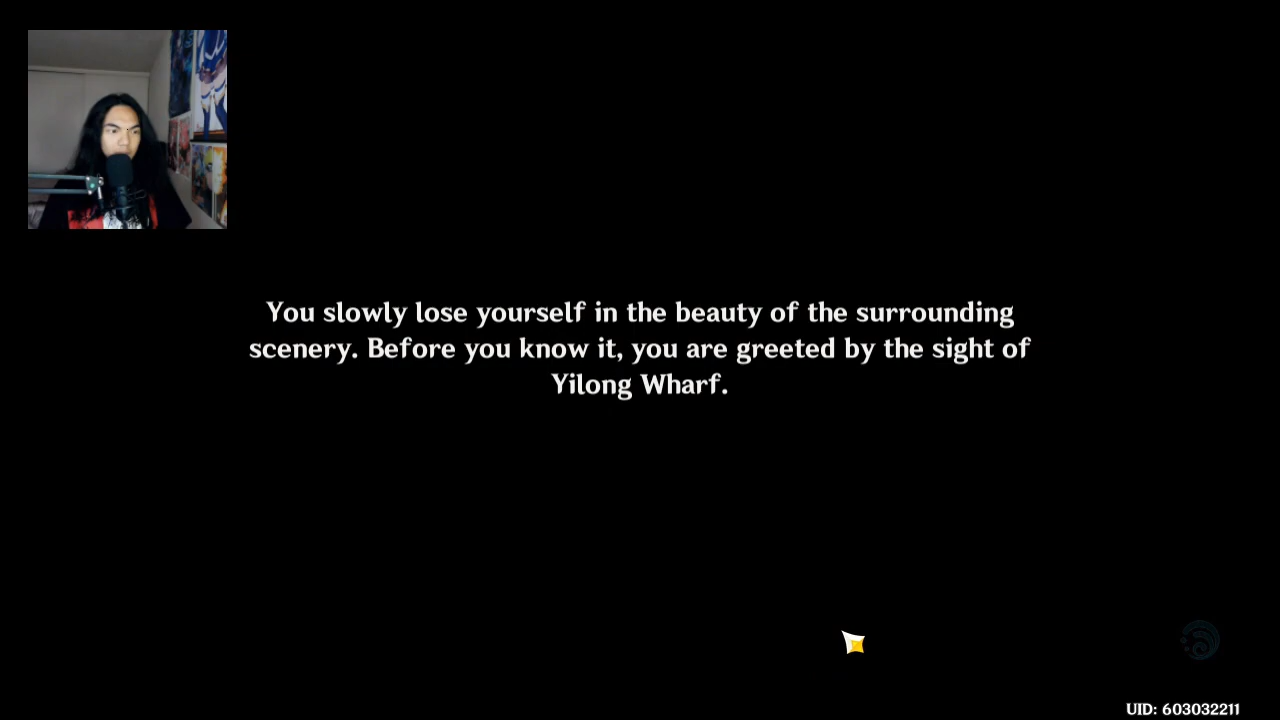 You slowly lose yourself in the beauty of the surrounding
scenery. Before you know it, you are greeted by the sight of
Yilong Wharf.
UID: 603032211